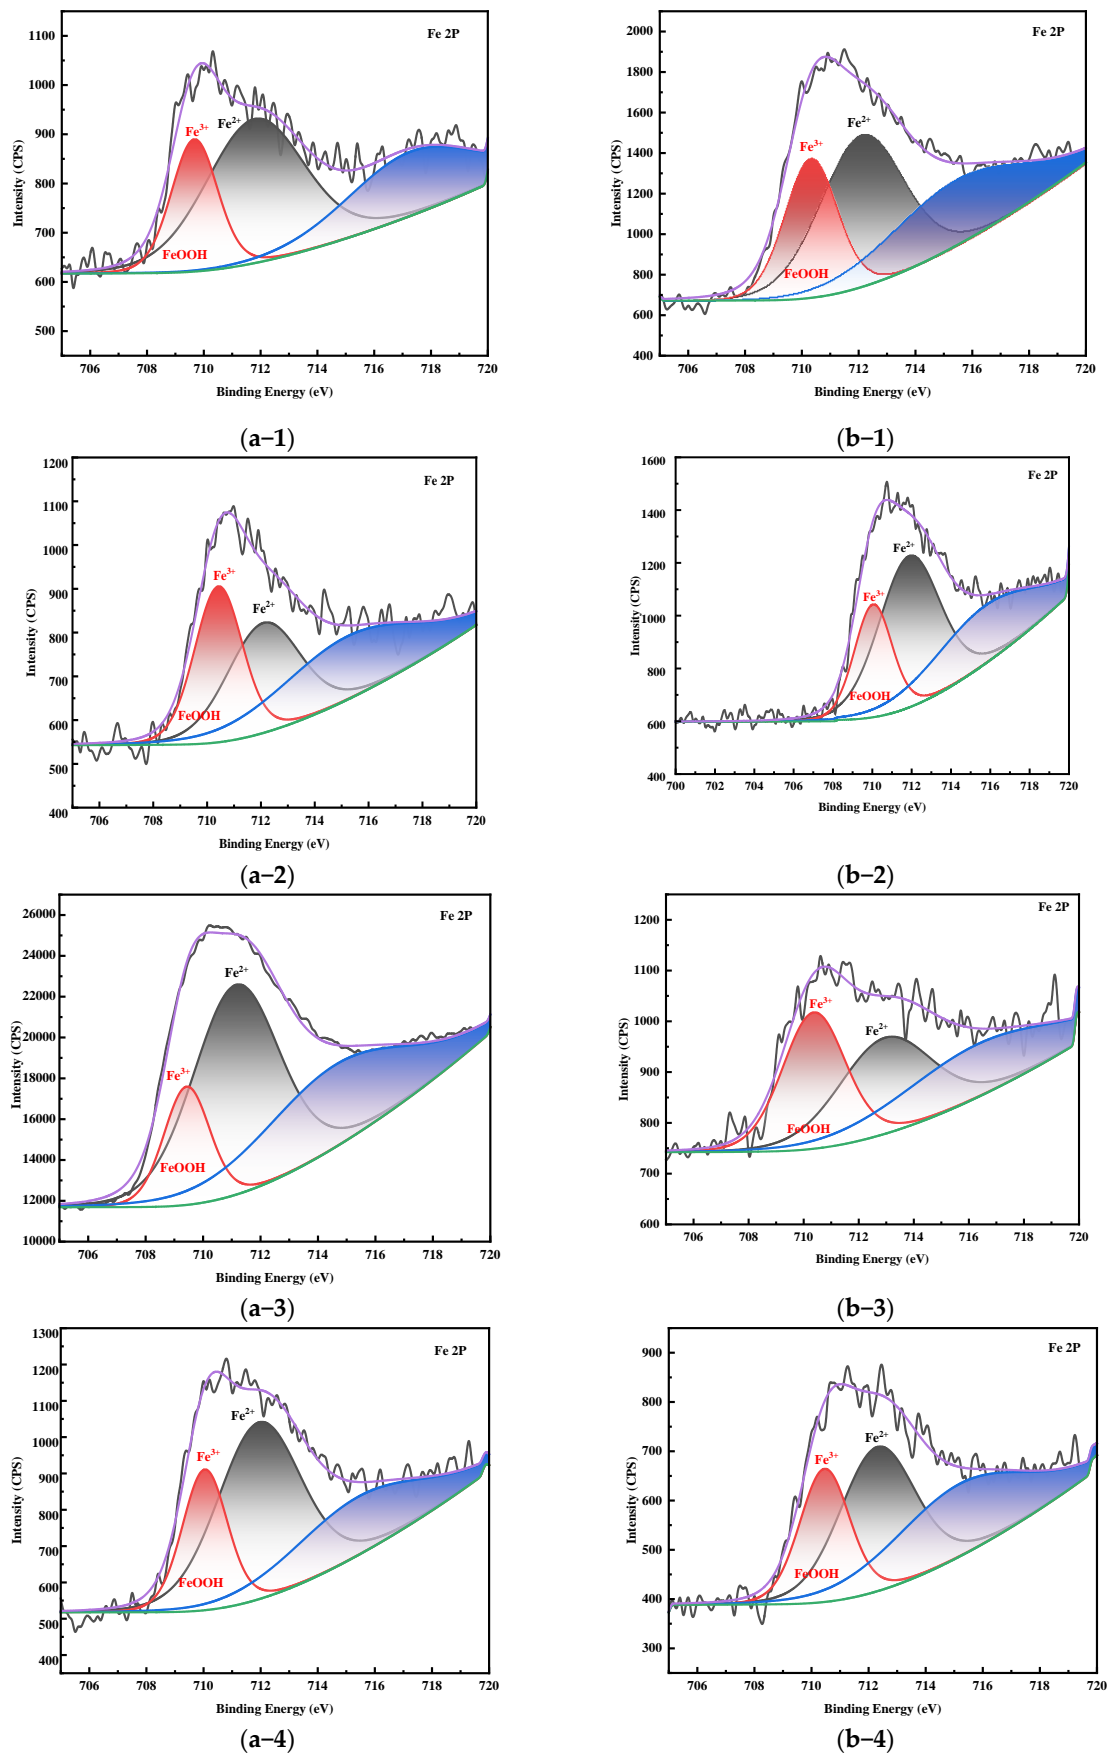 Fe 2P
1100
1000
900
800
700
600
500
Intensity (CPS)
Fe3+
Fe2+
FeOOH
706 708 710 712 714 716 718 720
Binding Energy (eV)
(a−1)
Fe 2P
2000
1800
1600
1400
1200
1000
800
600
400
Intensity (CPS)
Fe3+
Fe2+
FeOOH
706 708 710 712 714 716 718 720
Binding Energy (eV)
(b−1)
Fe 2P
1200
1100
1000
900
800
700
600
500
400
Intensity (CPS)
Fe3+
Fe2+
FeOOH
706 708 710 712 714 716 718 720
Binding Energy (eV)
(a−2)
Fe 2P
1600
1400
1200
1000
800
600
400
Intensity (CPS)
Fe2+
Fe3+
FeOOH
700 702 704 706 708 710 712 714 716 718 720
Binding Energy (eV)
(b−2)
Fe 2P
26000
24000
22000
20000
18000
16000
14000
12000
10000
Intensity (CPS)
Fe2+
Fe3+
FeOOH
706 708 710 712 714 716 718 720
Binding Energy (eV)
(a−3)
Fe 2P
1200
1100
1000
900
800
700
600
Intensity (CPS)
Fe3+
Fe2+
FeOOH
706 708 710 712 714 716 718 720
Binding Energy (eV)
(b−3)
Fe 2P
1300
1200
1100
1000
900
800
700
600
500
400
Intensity (CPS)
Fe2+
Fe3+
FeOOH
706 708 710 712 714 716 718 720
Binding Energy (eV)
(a−4)
Fe 2P
900
800
700
600
500
400
300
Intensity (CPS)
Fe2+
Fe3+
FeOOH
706 708 710 712 714 716 718 720
Binding Energy (eV)
(b−4)